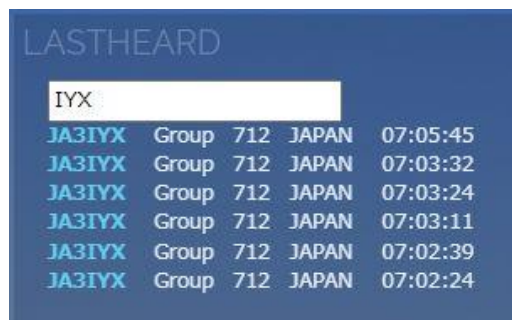 LASTHEARD
IYX
JA3IYX Group 712 JAPAN 07:05:45
JA3IYX Group 712 JAPAN 07:03:32
JA3IYX Group 712 JAPAN 07:03:24
JA3IYX Group 712 JAPAN 07:03:11
JA3IYX Group 712 JAPAN 07:02:39
JA3IYX Group 712 JAPAN 07:02:24